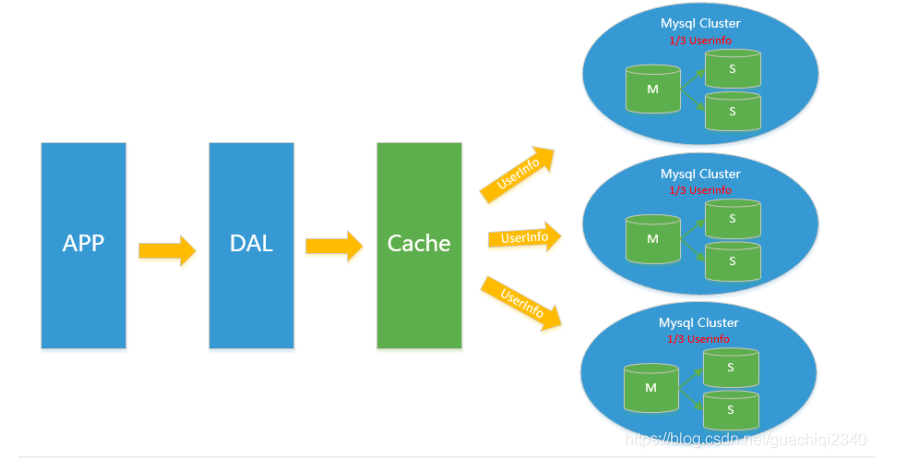 APP
DAL
Cache
UserInfo
UserInfo
UserInfo
Mysql Cluster
1/3 Userinfo
M
S
S
Mysql Cluster
1/3 Userinfo
M
S
S
Mysql Cluster
1/3 Userinfo
M
S
S
https://blog.csdn.net/guachiqi2340